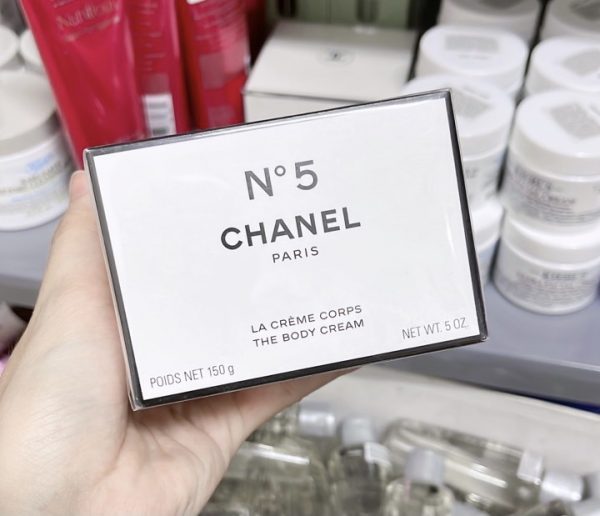 N°5
CHANEL
PARIS
LA CRÈME CORPS
THE BODY CREAM
POIDS NET 150 g
NET WT. 5 OZ.